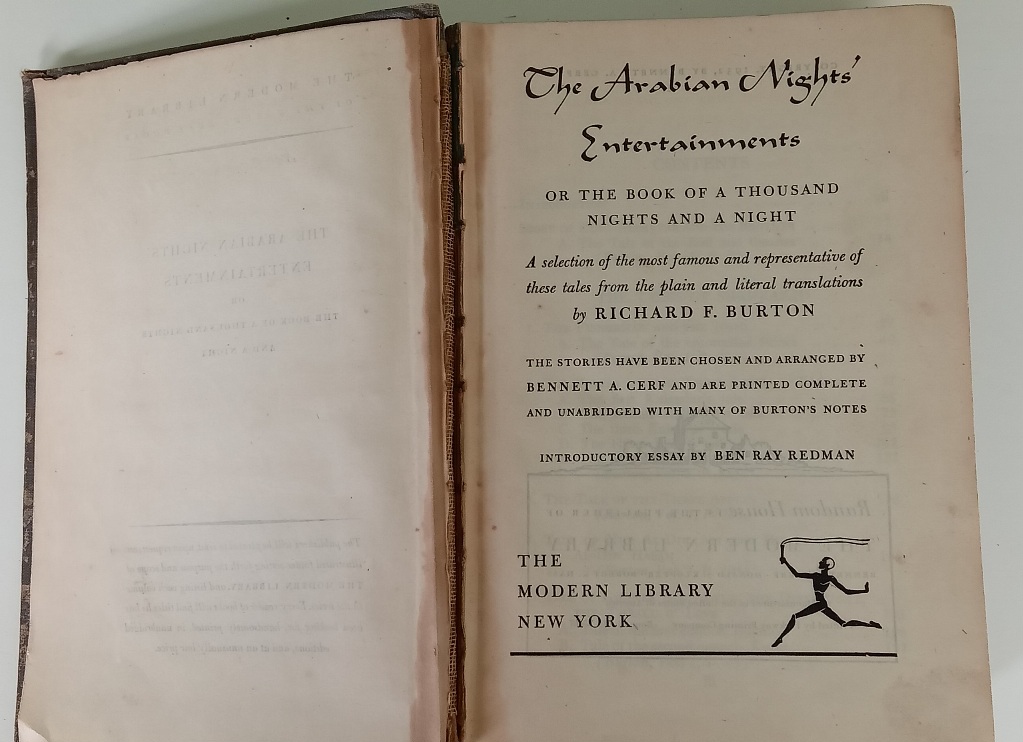 The Arabian Nights'
Entertainments
OR THE BOOK OF A THOUSAND
NIGHTS AND A NIGHT
A selection of the most famous and representative of
these tales from the plain and literal translations
by RICHARD F. BURTON
THE STORIES HAVE BEEN CHOSEN AND ARRANGED BY
BENNETT A. CERF AND ARE PRINTED COMPLETE
AND UNABRIDGED WITH MANY OF BURTON'S NOTES
INTRODUCTORY ESSAY BY BEN RAY REDMAN
THE
MODERN LIBRARY
NEW YORK